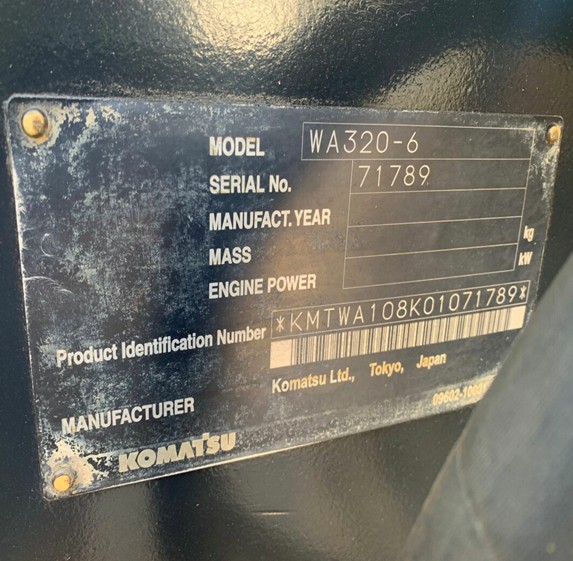 MODEL WA320-6
SERIAL No. 71789
MANUFACT. YEAR
MASS kg
ENGINE POWER kW
Product Identification Number *KMTWA108K01071789*
MANUFACTURER Komatsu Ltd., Tokyo, Japan
KOMATSU